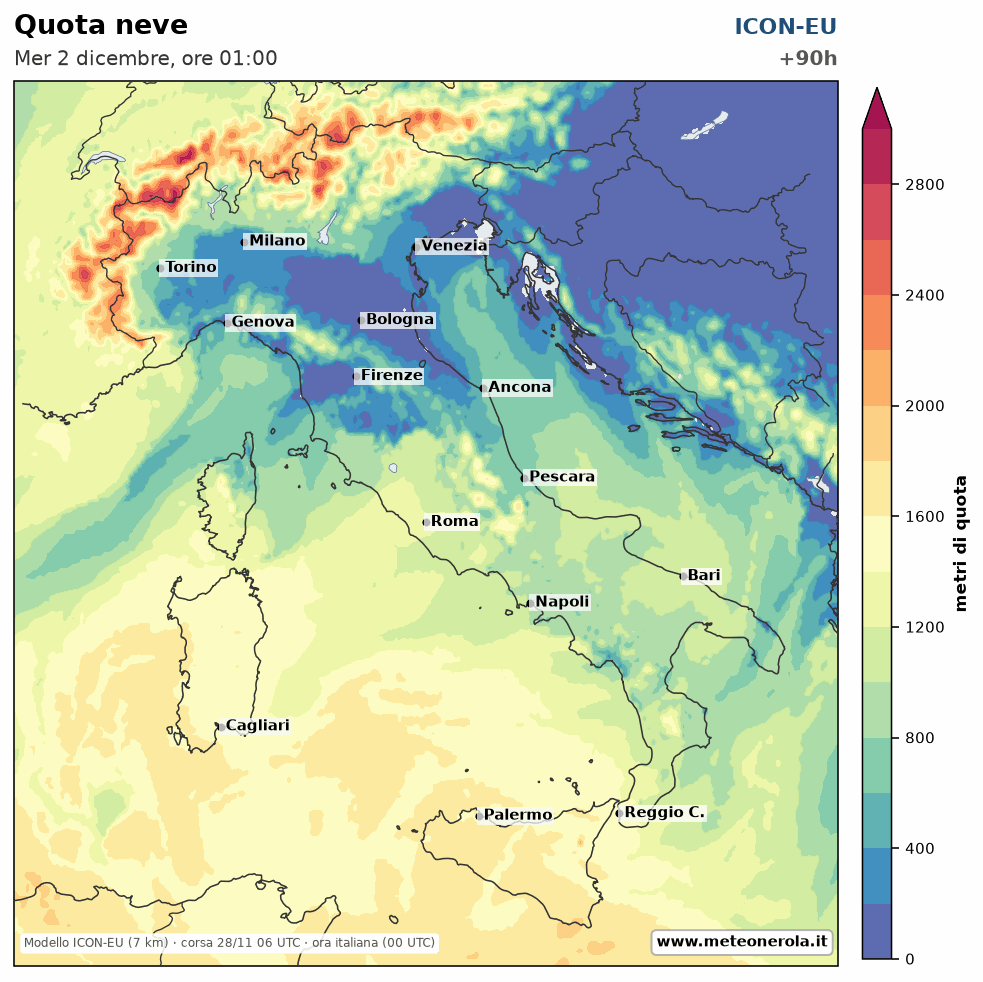 Quota neve
ICON-EU
Mer 2 dicembre, ore 01:00
+90h
Milano
Venezia
Torino
Genova
Bologna
Firenze
Ancona
Pescara
Roma
Bari
Napoli
Cagliari
Palermo
Reggio C.
2800
2400
2000
1600
1200
800
400
0
metri di quota
Modello ICON-EU (7 km) · corsa 28/11 06 UTC · ora italiana (00 UTC)
www.meteonerola.it